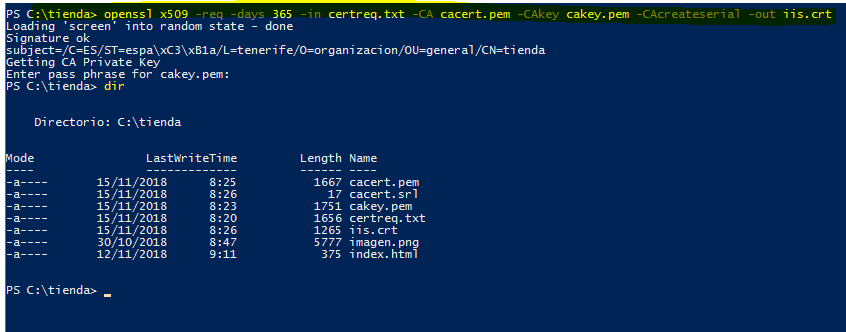 PS C:\tienda> openssl x509 -req -days 365 -in certreq.txt -CA cacert.pem -CAkey cakey.pem -CAcreateserial -out iis.crt
Loading 'screen' into random state - done
Signature ok
subject=/C=ES/ST=espa\xC3\xB1a/L=tenerife/O=organizacion/OU=general/CN=tienda
Getting CA Private Key
Enter pass phrase for cakey.pem:
PS C:\tienda> dir
Directorio: C:\tienda
Mode LastWriteTime Length Name
---- ------------- ------ ----
-a---- 15/11/2018 8:25 1667 cacert.pem
-a---- 15/11/2018 8:26 17 cacert.srl
-a---- 15/11/2018 8:23 1751 cakey.pem
-a---- 15/11/2018 8:20 1656 certreq.txt
-a---- 15/11/2018 8:26 1265 iis.crt
-a---- 30/10/2018 8:47 5777 imagen.png
-a---- 12/11/2018 9:11 375 index.html
PS C:\tienda> _